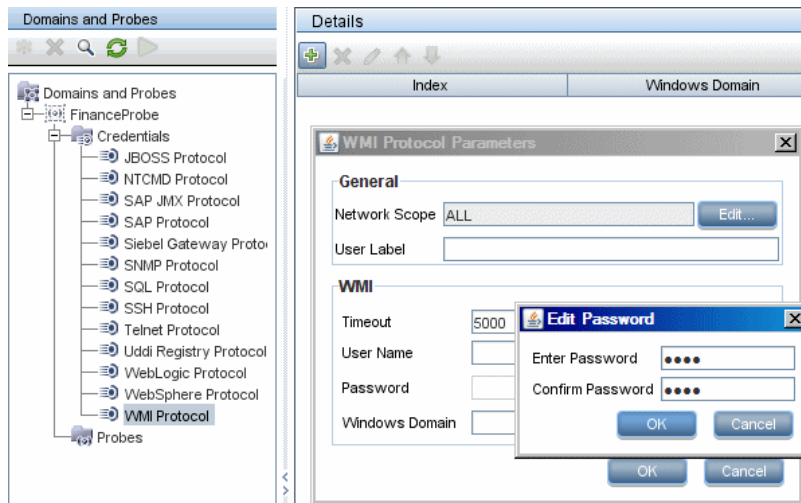 Domains and Probes
Domains and Probes
FinanceProbe
Credentials
JBOSS Protocol
NTCMD Protocol
SAP JMX Protocol
SAP Protocol
Siebel Gateway Proto
SNMP Protocol
SQL Protocol
SSH Protocol
Telnet Protocol
Uddi Registry Protocol
WebLogic Protocol
WebSphere Protocol
WMI Protocol
Probes
Details
Index Windows Domain
WMI Protocol Parameters
General
Network Scope ALL Edit...
User Label
WMI
Timeout 5000
User Name
Password
Windows Domain
OK Cancel
Edit Password
Enter Password ●●●●
Confirm Password ●●●●
OK Cancel